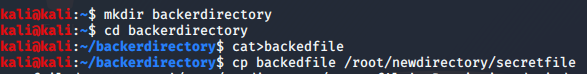 kali@kali:~$ mkdir backerdirectory
kali@kali:~$ cd backerdirectory
kali@kali:~/backerdirectory$ cat>backedfile
kali@kali:~/backerdirectory$ cp backedfile /root/newdirectory/secretfile